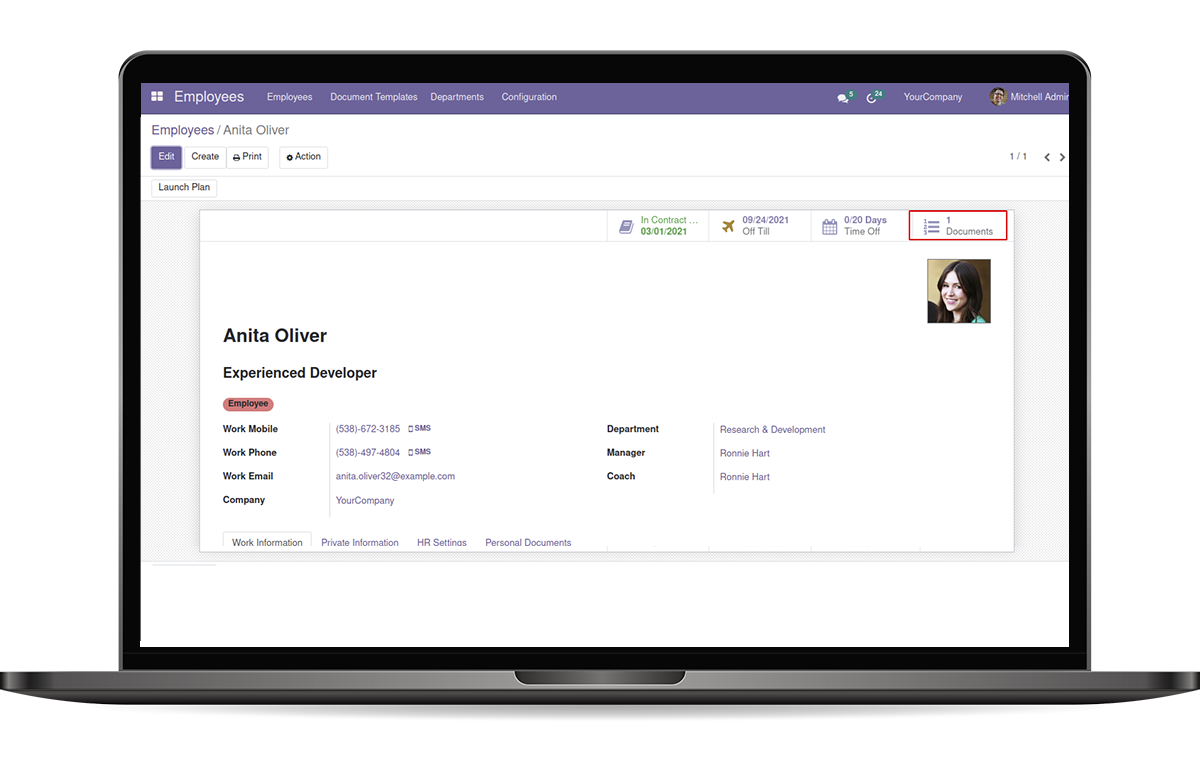 Employees Employees Document Templates Departments Configuration 5 24 YourCompany Mitchell Admin
Employees / Anita Oliver
Edit Create Print Action 1 / 1
Launch Plan
In Contract ... 09/24/2021 0/20 Days 1
03/01/2021 Off Till Time Off Documents
Anita Oliver
Experienced Developer
Employee
Work Mobile (538)-672-3185 SMS Department Research & Development
Work Phone (538)-497-4804 SMS Manager Ronnie Hart
Work Email anita.oliver32@example.com Coach Ronnie Hart
Company YourCompany
Work Information Private Information HR Settings Personal Documents